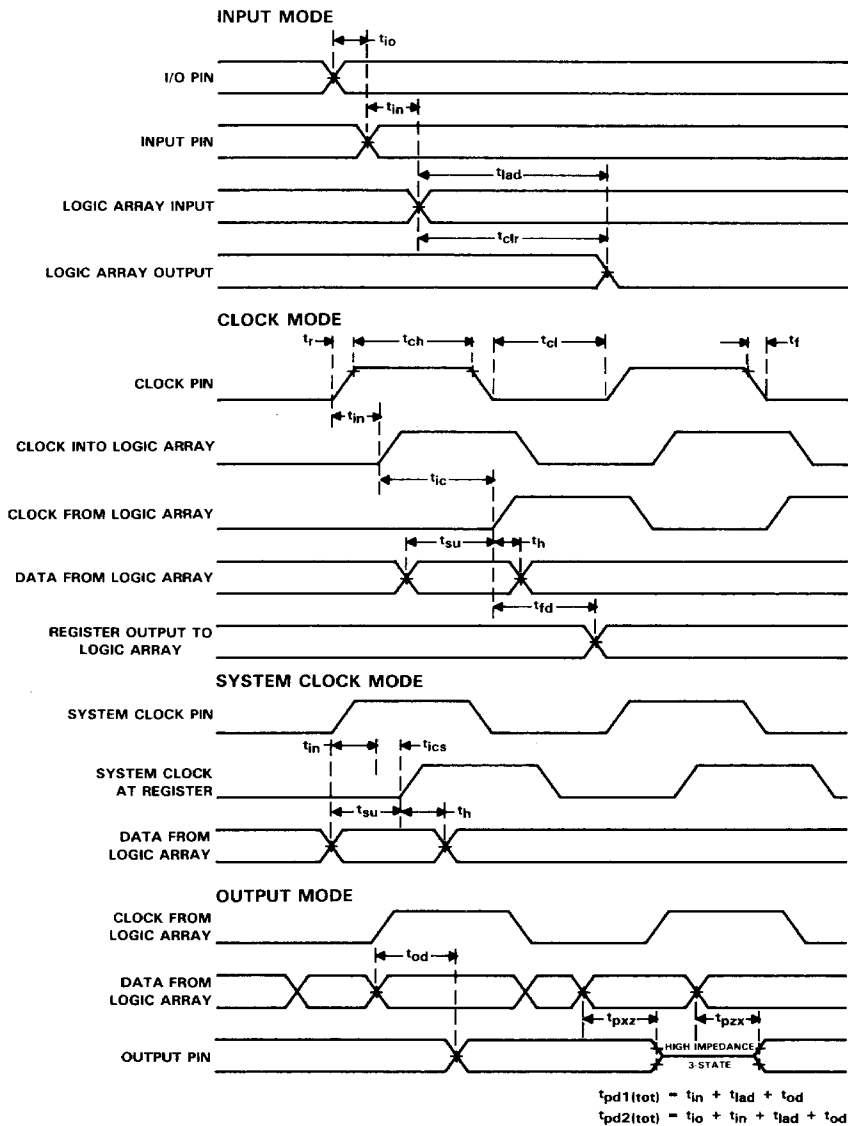 INPUT MODE
tio
I/O PIN
tin
INPUT PIN
tlad
LOGIC ARRAY INPUT
tclr
LOGIC ARRAY OUTPUT
CLOCK MODE
tr
tch
tcl
tf
CLOCK PIN
tin
CLOCK INTO LOGIC ARRAY
tic
CLOCK FROM LOGIC ARRAY
tsu
th
DATA FROM LOGIC ARRAY
tfd
REGISTER OUTPUT TO
LOGIC ARRAY
SYSTEM CLOCK MODE
SYSTEM CLOCK PIN
tin
tics
SYSTEM CLOCK
AT REGISTER
tsu
th
DATA FROM
LOGIC ARRAY
OUTPUT MODE
CLOCK FROM
LOGIC ARRAY
tod
DATA FROM
LOGIC ARRAY
tpxz
tpzx
HIGH IMPEDANCE
OUTPUT PIN
3-STATE
tpd1(tot) = tin + tlad + tod
tpd2(tot) = tio + tin + tlad + tod